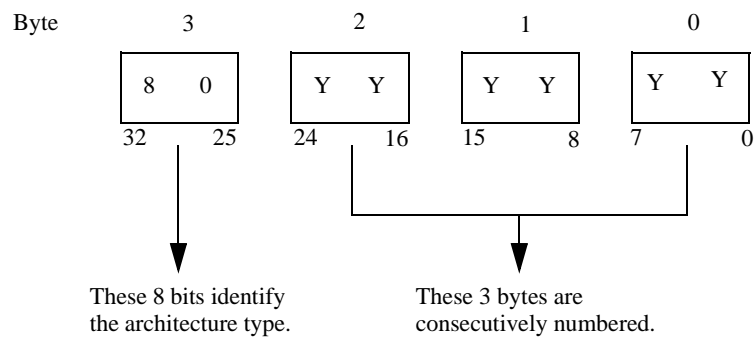 Byte 3 2 1 0
8 0 Y Y Y Y Y Y
32 25 24 16 15 8 7 0
These 8 bits identify These 3 bytes are
the architecture type. consecutively numbered.